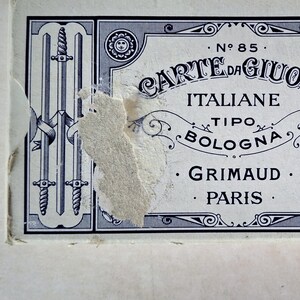 · Nº 85 ·
CARTE DA GIUO
ITALIANE
TIPO
BOLOGNA
· GRIMAUD ·
· PARIS ·